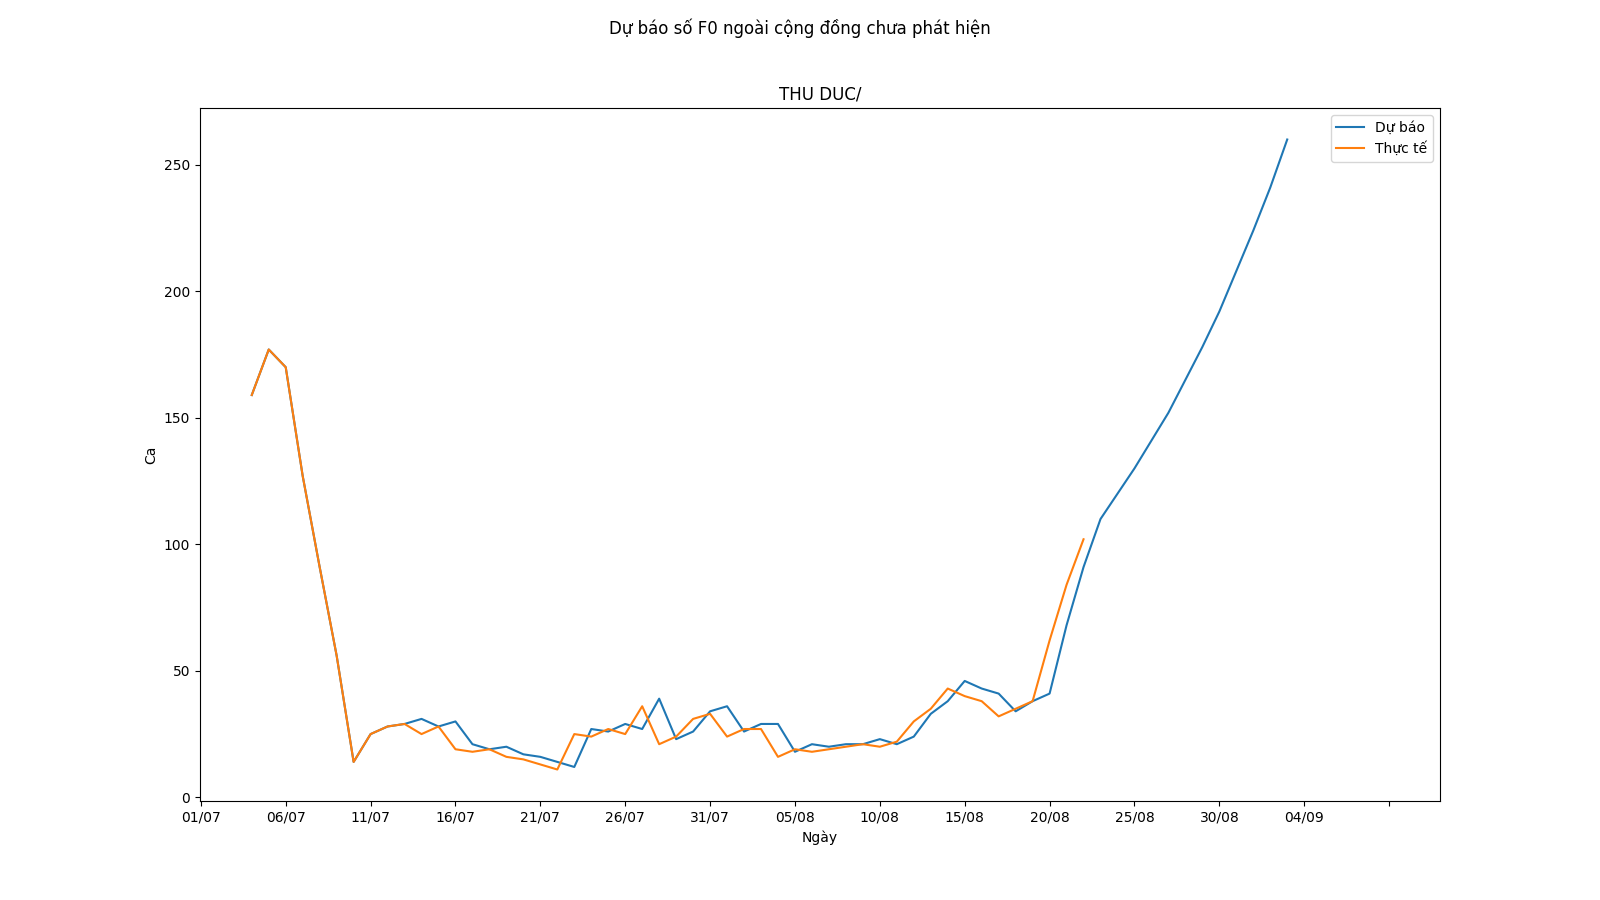 Dự báo số F0 ngoài cộng đồng chưa phát hiện
THU DUC/
Dự báo
Thực tế
250
200
150
100
50
0
Ca
01/07 06/07 11/07 16/07 21/07 26/07 31/07 05/08 10/08 15/08 20/08 25/08 30/08 04/09
Ngày